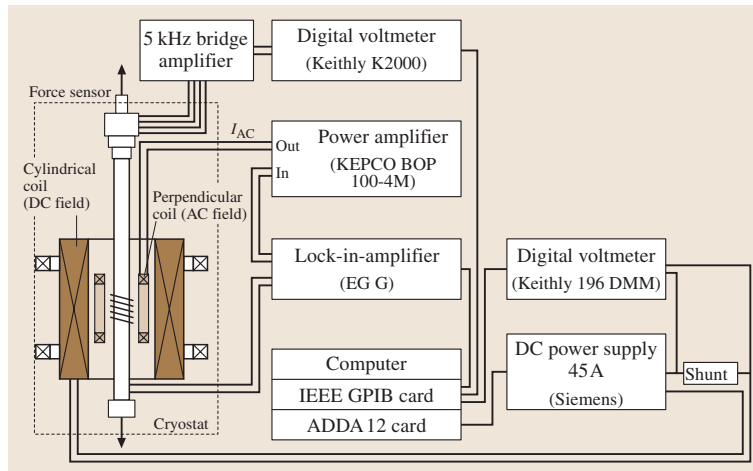 5 kHz bridge
amplifier
Digital voltmeter
(Keithly K2000)
Force sensor
I_AC
Out
In
Power amplifier
(KEPCO BOP
100-4M)
Cylindrical
coil
(DC field)
Perpendicular
coil (AC field)
Lock-in-amplifier
(EG G)
Digital voltmeter
(Keithly 196 DMM)
Computer
IEEE GPIB card
ADDA 12 card
DC power supply
45 A
(Siemens)
Shunt
Cryostat